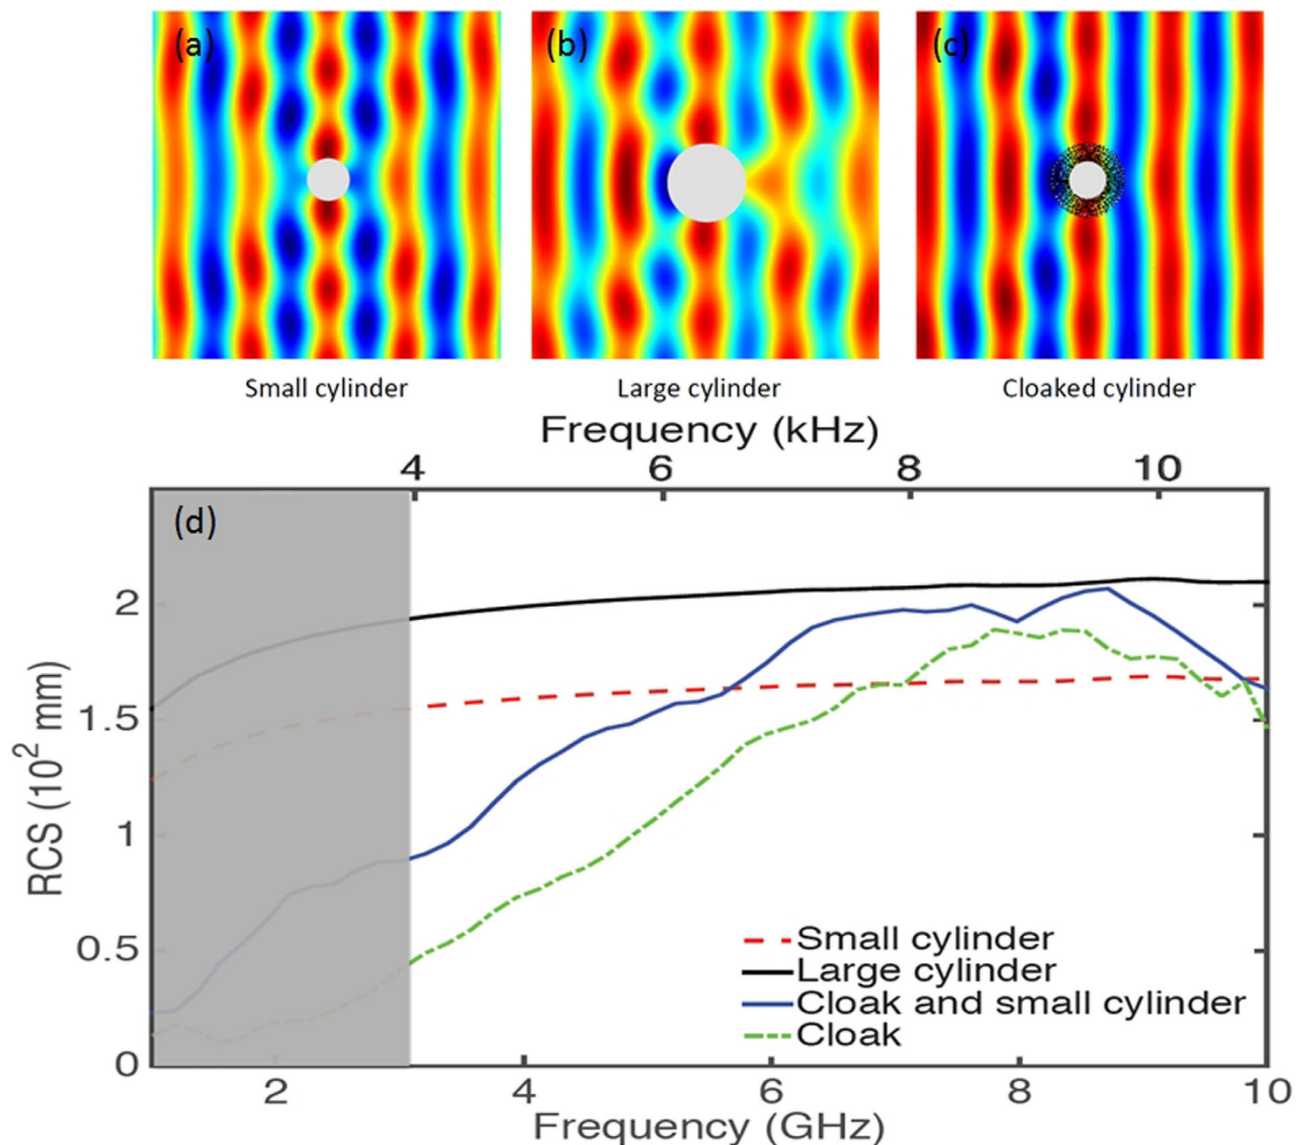 (a) (b) (c)
Small cylinder Large cylinder Cloaked cylinder
Frequency (kHz)
4 6 8 10
(d)
2
1.5
1
0.5
0
RCS (10² mm)
Small cylinder
Large cylinder
Cloak and small cylinder
Cloak
2 4 6 8 10
Frequency (GHz)